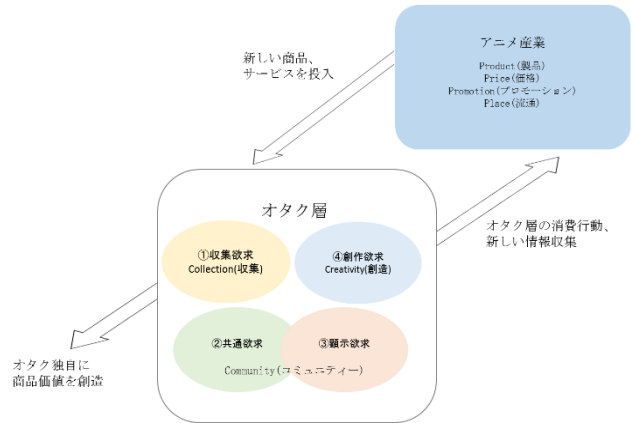 アニメ産業
Product(製品)
Price(価格)
Promotion(プロモーション)
Place(流通)
新しい商品、
サービスを投入
オタク層
①収集欲求
Collection(収集)
④創作欲求
Creativity(創造)
②共通欲求
③顕示欲求
Community(コミュニティー)
オタク層の消費行動、
新しい情報収集
オタク独自に
商品価値を創造